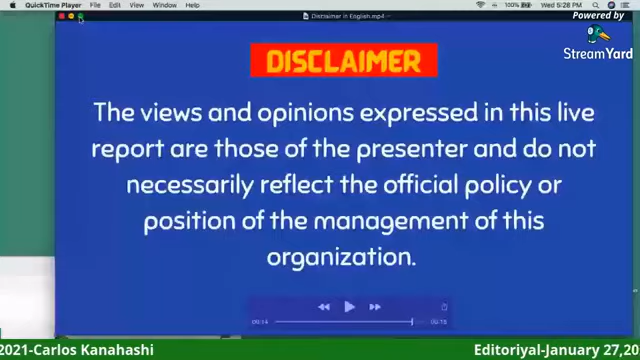 QuickTime Player File Edit View Window Help
100% Wed 5:28 PM
Disclaimer in English.mp4
Powered by
StreamYard
DISCLAIMER
The views and opinions expressed in this live
report are those of the presenter and do not
necessarily reflect the official policy or
position of the management of this
organization.
00:14 00:15
2021-Carlos Kanahashi Editoriyal-January 27,20